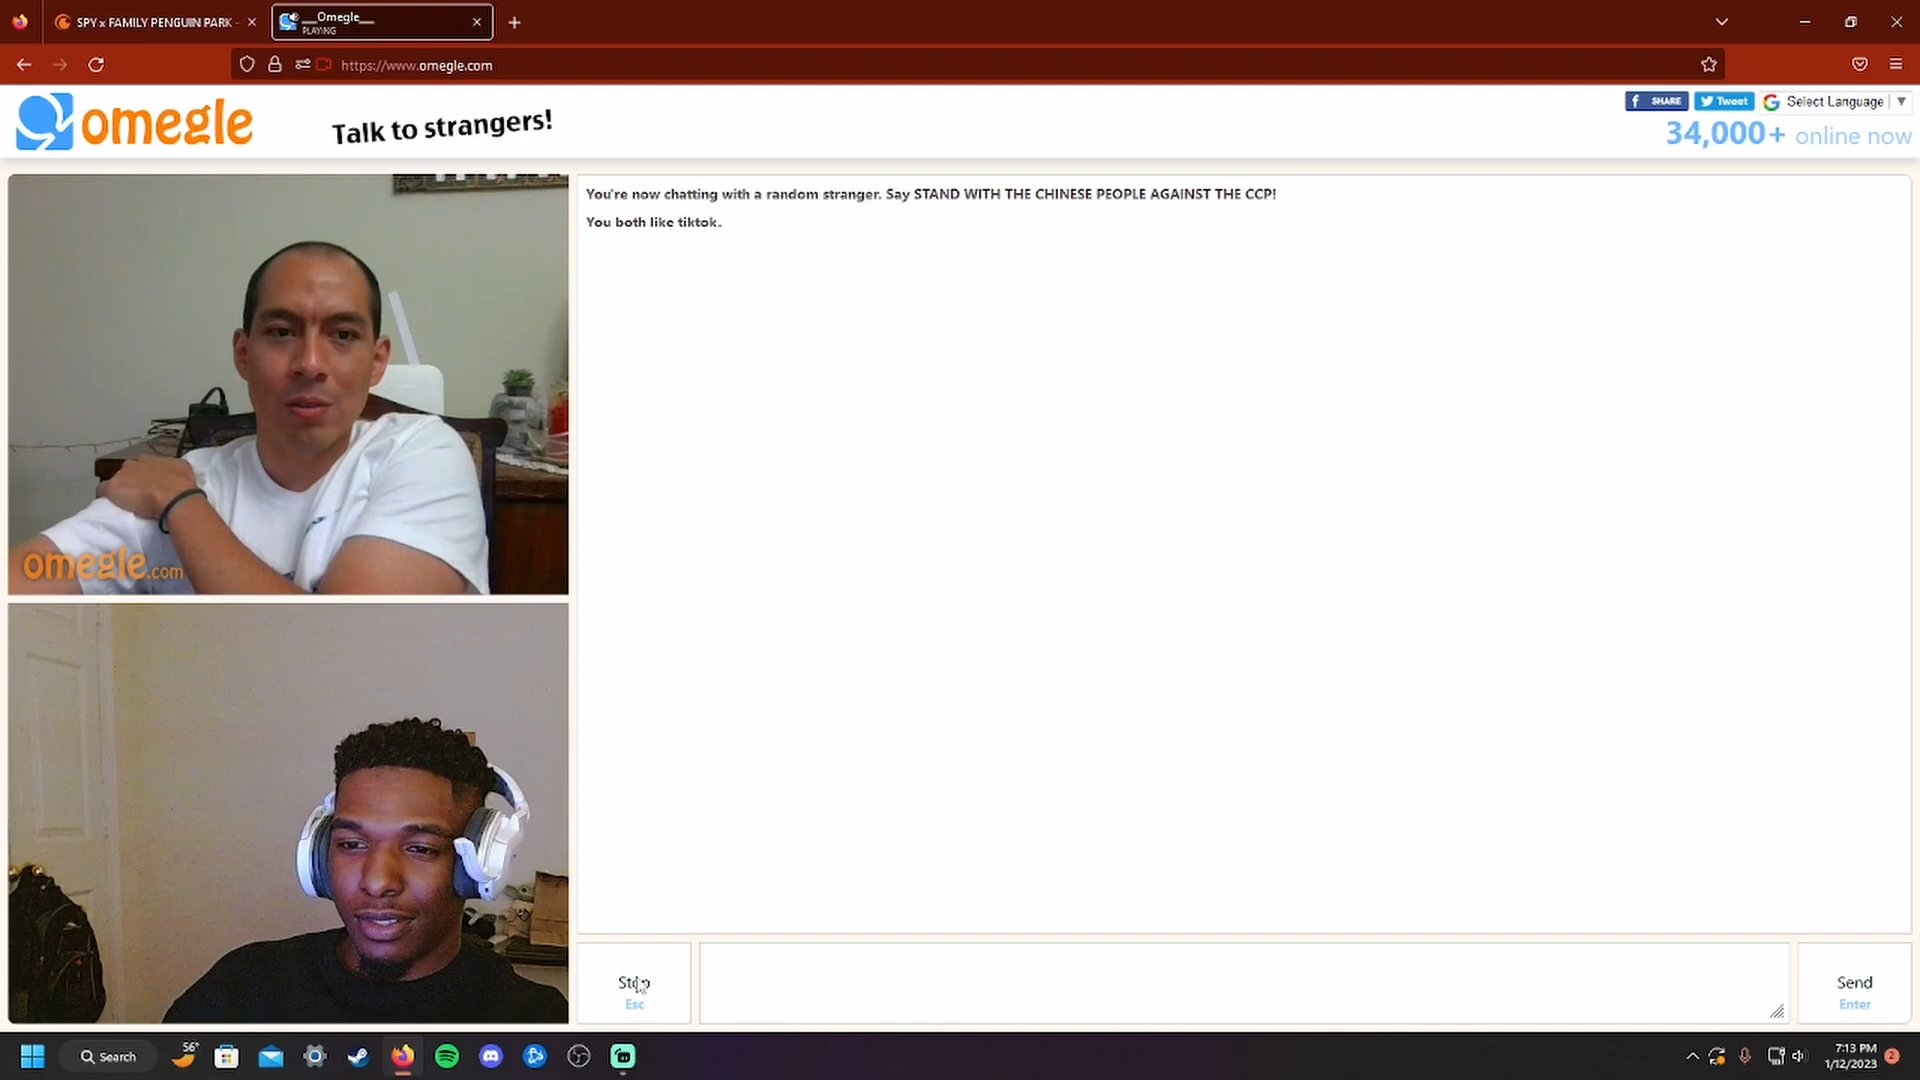 SPY x FAMILY PENGUIN PARK -
__Omegle__
PLAYING
https://www.omegle.com
omegle
Talk to strangers!
SHARE
Tweet
Select Language
34,000+ online now
You're now chatting with a random stranger. Say STAND WITH THE CHINESE PEOPLE AGAINST THE CCP!
You both like tiktok.
omegle.com
Stop
Esc
Send
Enter
56°
Search
7:13 PM
1/12/2023
2